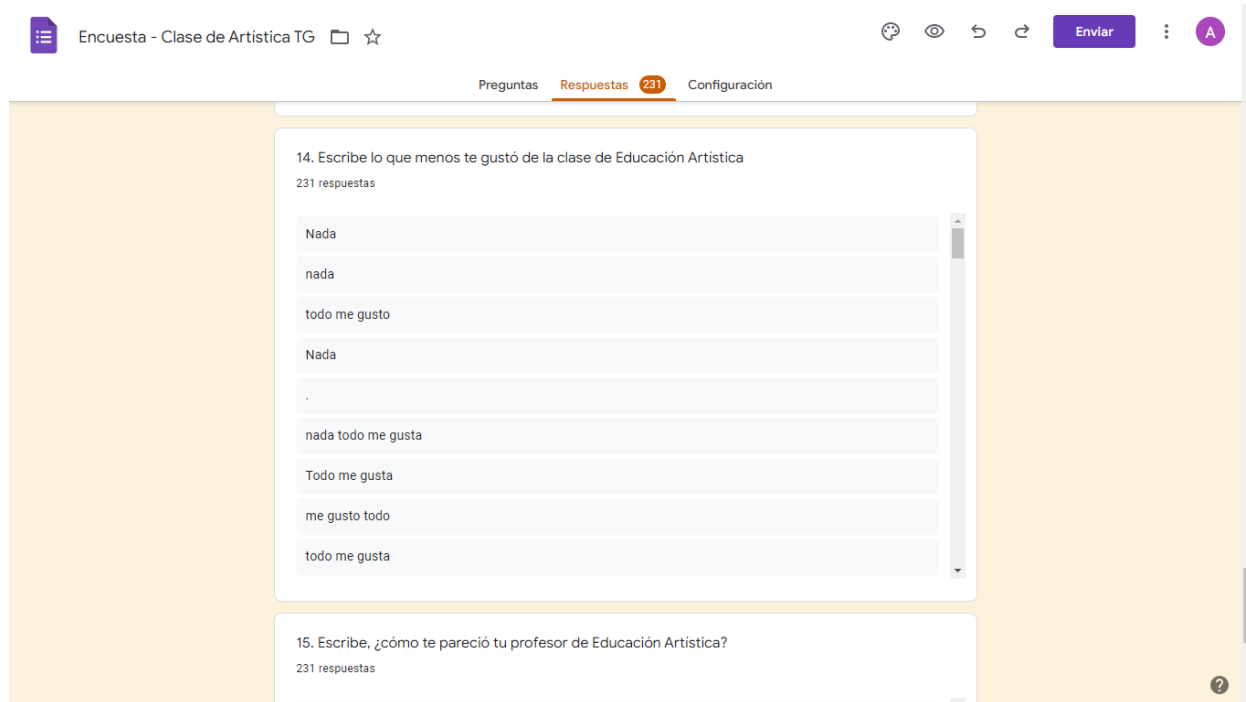 Encuesta - Clase de Artística TG
Enviar
A
Preguntas Respuestas 231 Configuración
14. Escribe lo que menos te gustó de la clase de Educación Artística
231 respuestas
Nada
nada
todo me gusto
Nada
.
nada todo me gusta
Todo me gusta
me gusto todo
todo me gusta
15. Escribe, ¿cómo te pareció tu profesor de Educación Artística?
231 respuestas
?